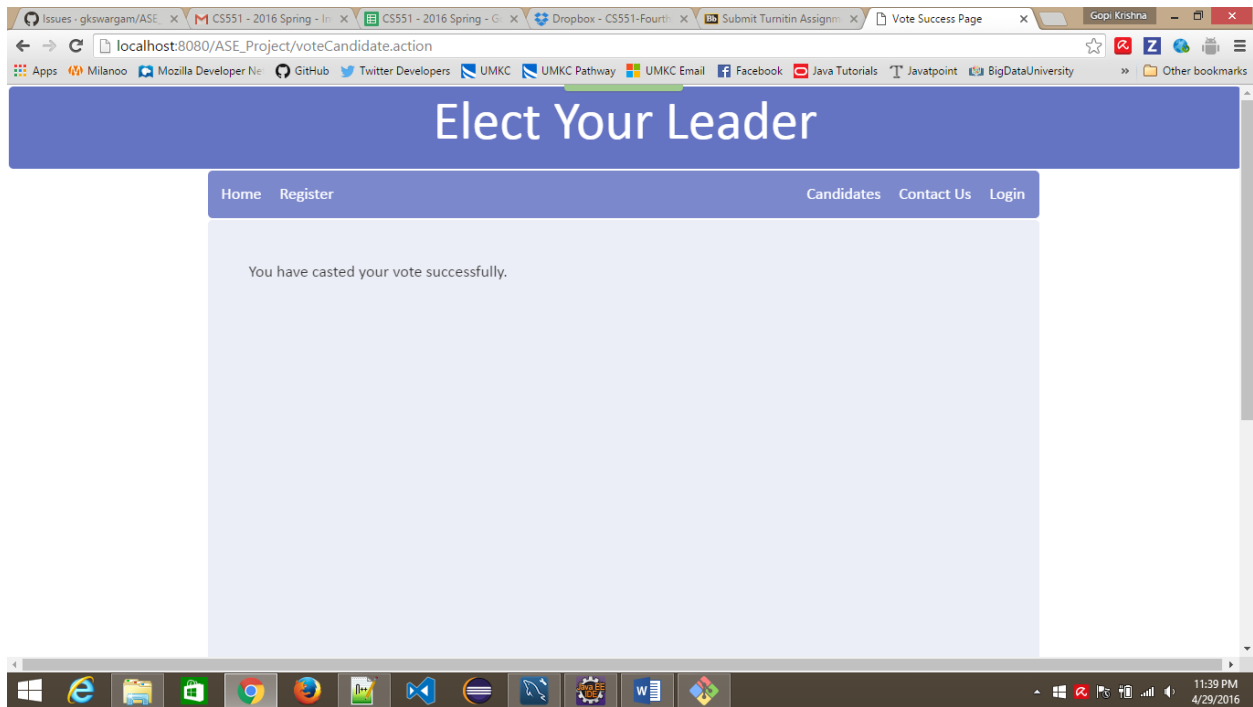 Issues - gkswargam/ASE_
CS551 - 2016 Spring - In
CS551 - 2016 Spring - G
Dropbox - CS551-Fourth
Bb Submit Turnitin Assignm
Vote Success Page
Gopi Krishna
localhost:8080/ASE_Project/voteCandidate.action
Apps Milanoo Mozilla Developer Ne GitHub Twitter Developers UMKC UMKC Pathway UMKC Email Facebook Java Tutorials Javatpoint BigDataUniversity » Other bookmarks
Elect Your Leader
Home Register Candidates Contact Us Login
You have casted your vote successfully.
11:39 PM
4/29/2016